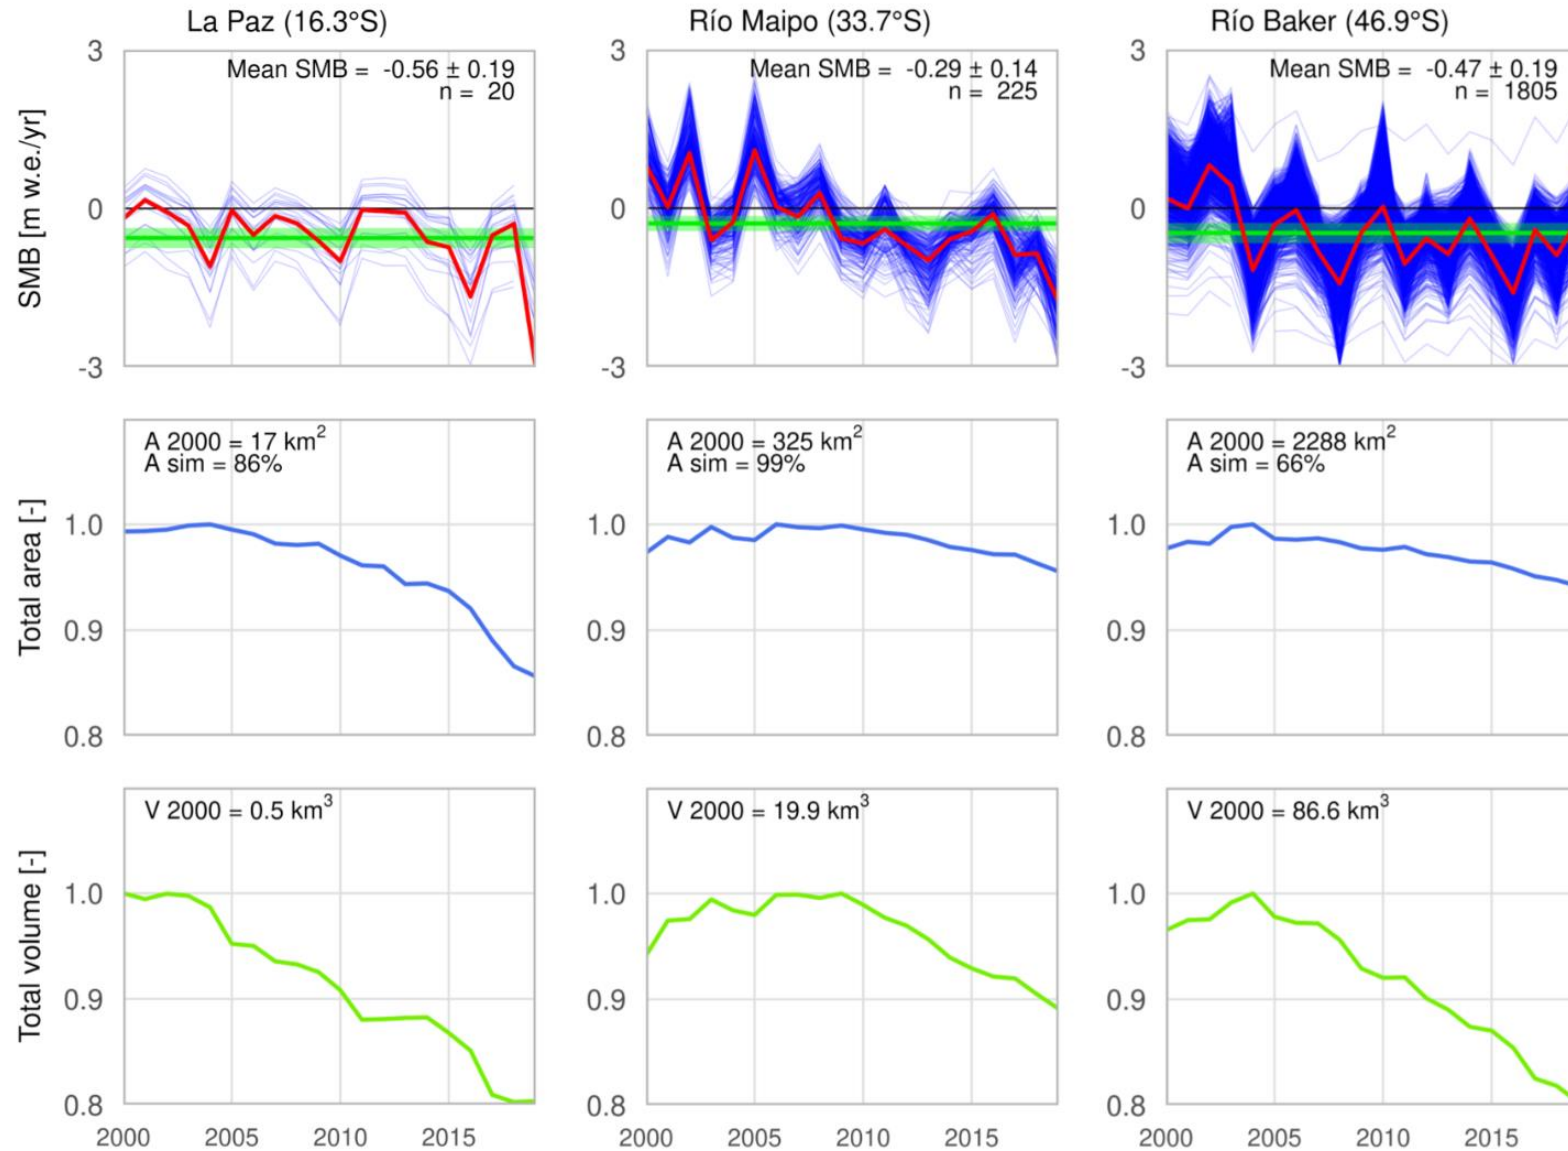 La Paz (16.3°S)
Río Maipo (33.7°S)
Río Baker (46.9°S)
SMB [m w.e./yr]
3
0
-3
Mean SMB = -0.56 ± 0.19
n = 20
3
0
-3
Mean SMB = -0.29 ± 0.14
n = 225
3
0
-3
Mean SMB = -0.47 ± 0.19
n = 1805
Total area [-]
1.0
0.9
0.8
A 2000 = 17 km²
A sim = 86%
1.0
0.9
0.8
A 2000 = 325 km²
A sim = 99%
1.0
0.9
0.8
A 2000 = 2288 km²
A sim = 66%
Total volume [-]
1.0
0.9
0.8
V 2000 = 0.5 km³
1.0
0.9
0.8
V 2000 = 19.9 km³
1.0
0.9
0.8
V 2000 = 86.6 km³
2000 2005 2010 2015
2000 2005 2010 2015
2000 2005 2010 2015